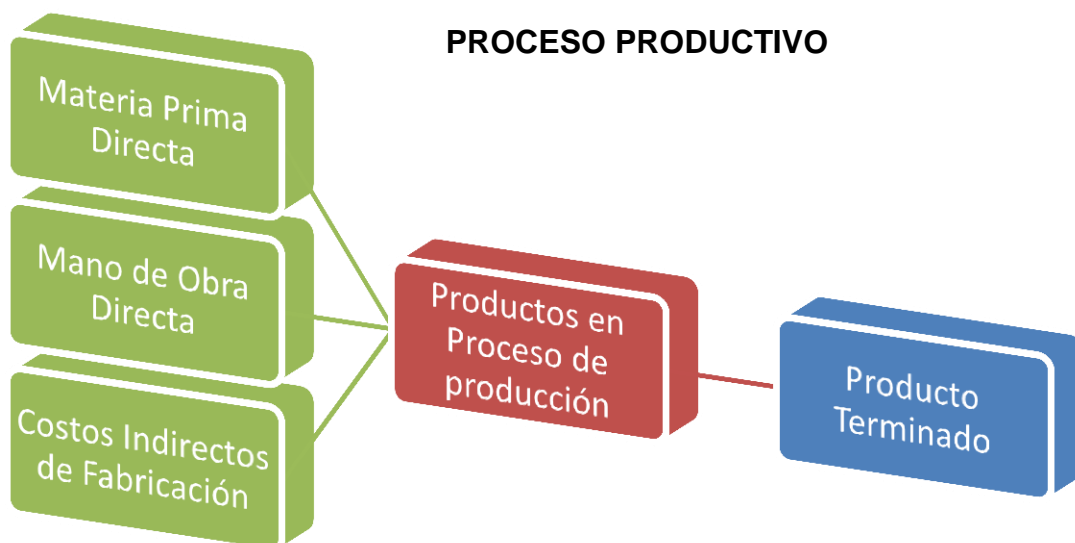 PROCESO PRODUCTIVO
Materia Prima
Directa
Mano de Obra
Directa
Costos Indirectos
de Fabricación
Productos en
Proceso de
producción
Producto
Terminado